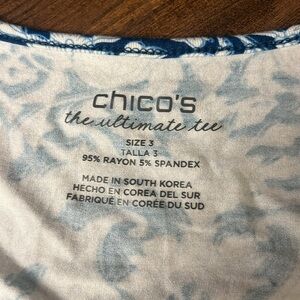 chico's
the ultimate tee
SIZE 3
TALLA 3
95% RAYON 5% SPANDEX
MADE IN SOUTH KOREA
HECHO EN COREA DEL SUR
FABRIQUÉ EN CORÉE DU SUD